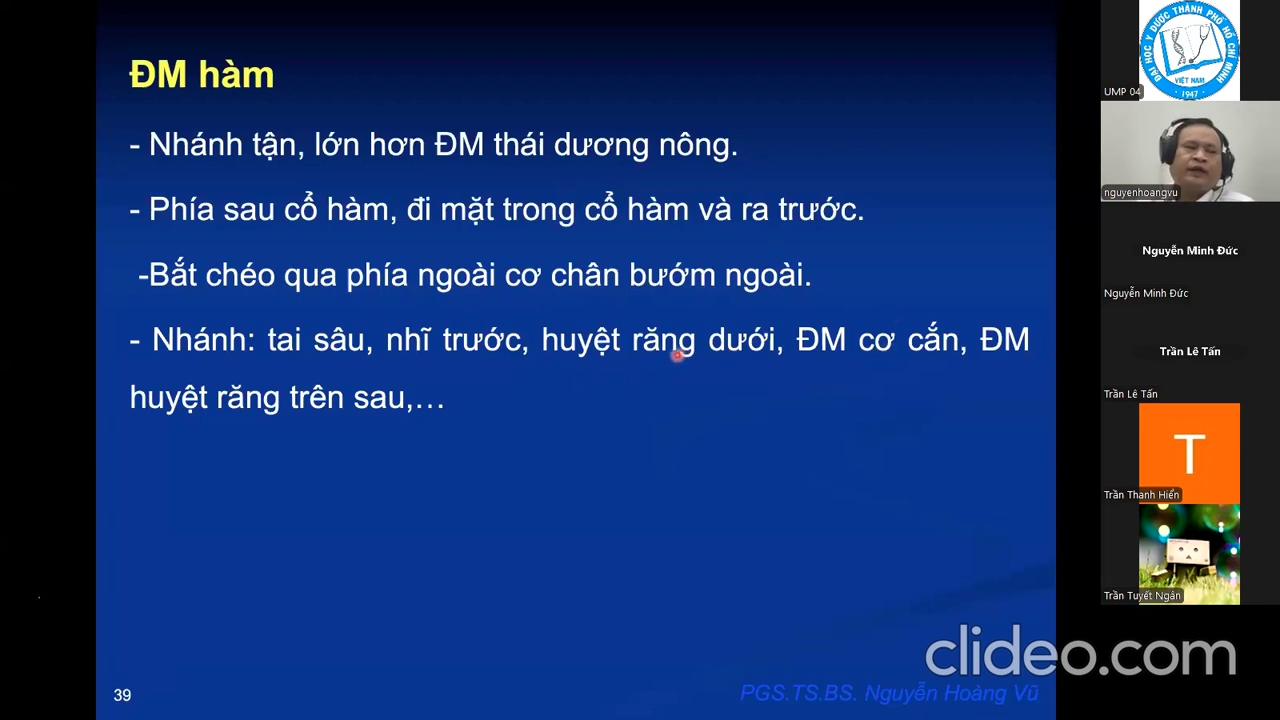 ĐM hàm
- Nhánh tận, lớn hơn ĐM thái dương nông.
- Phía sau cổ hàm, đi mặt trong cổ hàm và ra trước.
-Bắt chéo qua phía ngoài cơ chân bướm ngoài.
- Nhánh: tai sâu, nhĩ trước, huyệt răng dưới, ĐM cơ cắn, ĐM
huyệt răng trên sau,…
39
PGS.TS.BS. Nguyễn Hoàng Vũ
clideo.com
ĐẠI HỌC Y DƯỢC THÀNH PHỐ HỒ CHÍ MINH
VIỆT NAM
1947
UMP 04
nguyenhoangvu
Nguyễn Minh Đức
Nguyễn Minh Đức
Trần Lê Tấn
Trần Lê Tấn
T
Trần Thanh Hiển
Trần Tuyết Ngân